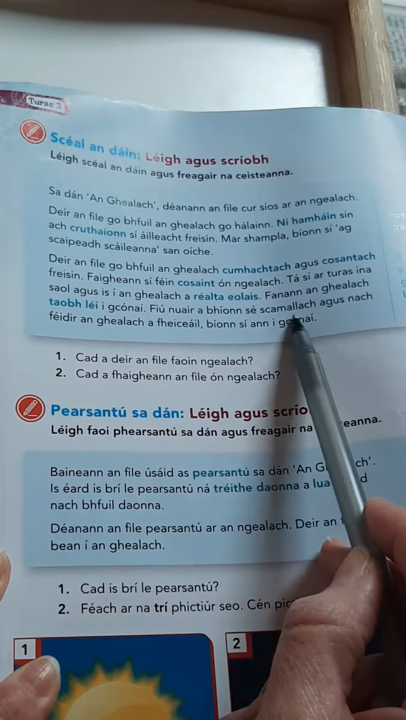 Turas 3
Scéal an dáin: Léigh agus scríobh
Léigh scéal an dáin agus freagair na ceisteanna.
Sa dán 'An Ghealach', déanann an file cur síos ar an ngealach.
Deir an file go bhfuil an ghealach go hálainn. Ní hamháin sin
ach cruthaíonn sí áilleacht freisin. Mar shampla, bíonn sí 'ag
scaipeadh scáileanna' san oíche.
Deir an file go bhfuil an ghealach cumhachtach agus cosantach
freisin. Faigheann sí féin cosaint ón ngealach. Tá sí ar turas ina
saol agus is í an ghealach a réalta eolais. Fanann an ghealach
taobh léi i gcónaí. Fiú nuair a bhíonn sé scamallach agus nach
féidir an ghealach a fheiceáil, bíonn sí ann i
1. Cad a deir an file faoin ngealach?
2. Cad a fhaigheann an file ón ngealach?
Pearsantú sa dán: Léigh agus scrío
Léigh faoi phearsantú sa dán agus freagair na eanna.
Baineann an file úsáid as pearsantú sa dán 'An G ch'.
Is éard is brí le pearsantú ná tréithe daonna a lua d
nach bhfuil daonna.
Déanann an file pearsantú ar an ngealach. Deir an
bean í an ghealach.
1. Cad is brí le pearsantú?
2. Féach ar na trí phictiúr seo. Cén pic
1
2